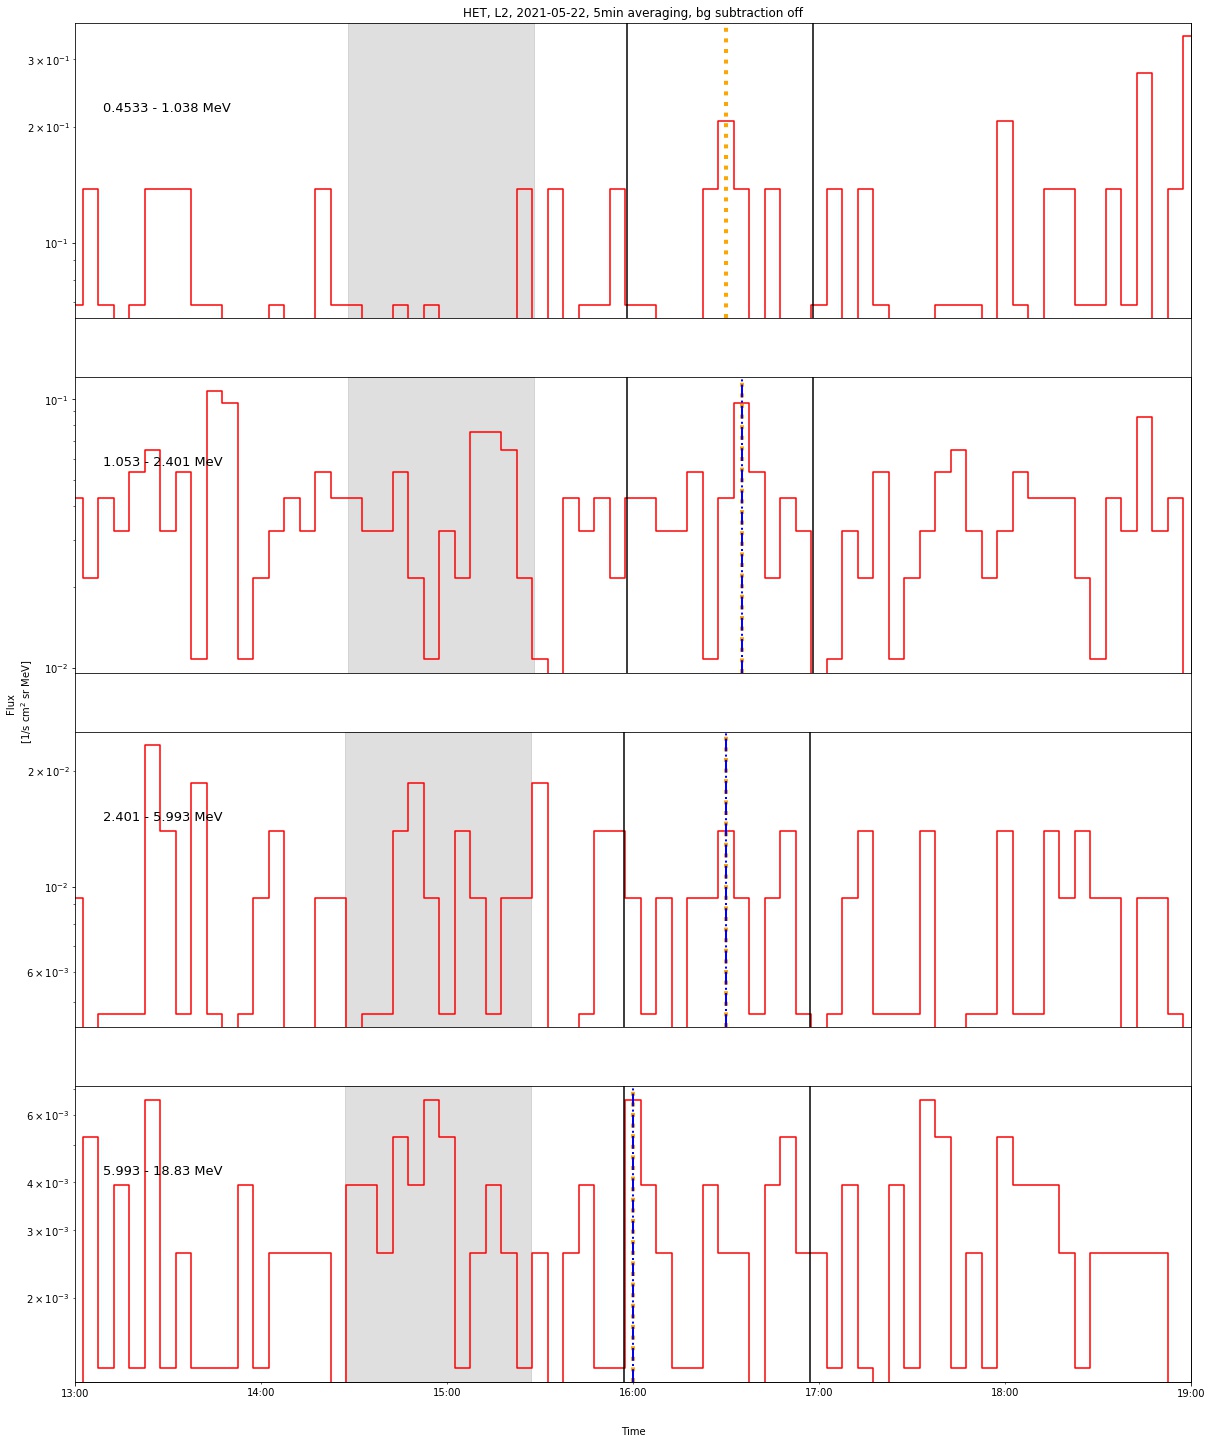 HET, L2, 2021-05-22, 5min averaging, bg subtraction off
3 × 10⁻¹
0.4533 - 1.038 MeV
2 × 10⁻¹
10⁻¹
10⁻¹
1.053 - 2.401 MeV
10⁻²
Flux
[1/s cm² sr MeV]
2 × 10⁻²
2.401 - 5.993 MeV
10⁻²
6 × 10⁻³
6 × 10⁻³
5.993 - 18.83 MeV
4 × 10⁻³
3 × 10⁻³
2 × 10⁻³
13:00 14:00 15:00 16:00 17:00 18:00 19:00
Time